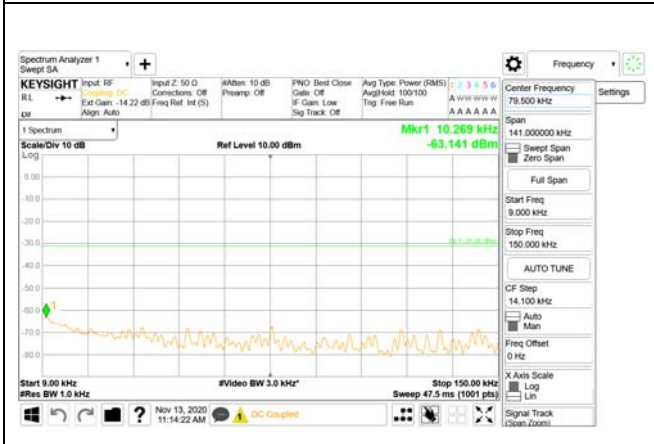 Spectrum Analyzer 1
Swept SA
+
Frequency
KEYSIGHT
RL
Input: RF
Coupling: DC
Ext Gain: -14.22 dB
Align: Auto
Input Z: 50 Ω
Corrections: Off
Freq Ref: Int (S)
#Atten: 10 dB
Preamp: Off
PNO: Best Close
Gate: Off
IF Gain: Low
Sig Track: Off
Avg Type: Power (RMS)
Avg|Hold: 100/100
Trig: Free Run
1 2 3 4 5 6
A W W W W W
A A A A A A
1 Spectrum
Scale/Div 10 dB
Log
Ref Level 10.00 dBm
Mkr1 10.269 kHz
-63.141 dBm
0.00
-10.0
-20.0
-30.0
-40.0
-50.0
-60.0
-70.0
-80.0
1
Start 9.00 kHz
#Res BW 1.0 kHz
#Video BW 3.0 kHz*
Stop 150.00 kHz
Sweep 47.5 ms (1001 pts)
Nov 13, 2020
11:14:22 AM
DC Coupled
Center Frequency
79.500 kHz
Settings
Span
141.000000 kHz
Swept Span
Zero Span
Full Span
Start Freq
9.000 kHz
Stop Freq
150.000 kHz
AUTO TUNE
CF Step
14.100 kHz
Auto
Man
Freq Offset
0 Hz
X Axis Scale
Log
Lin
Signal Track
(Span Zoom)